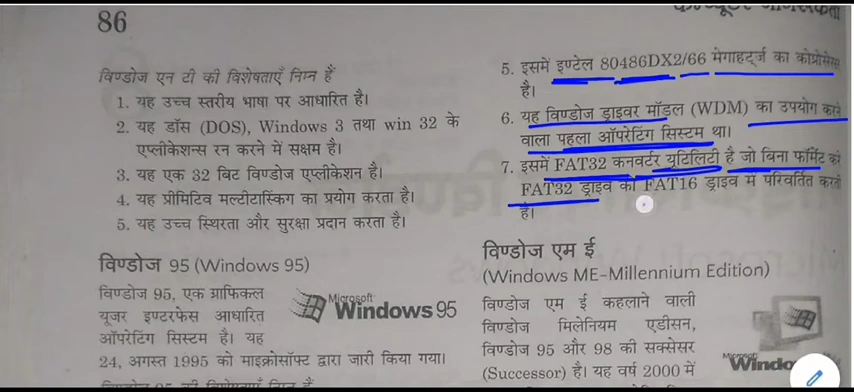 86
विण्डोज एन टी की विशेषताएँ निम्न हैं
1. यह उच्च स्तरीय भाषा पर आधारित है।
2. यह डॉस (DOS), Windows 3 तथा win 32 के
एप्लीकेशन्स रन करने में सक्षम है।
3. यह एक 32 बिट विण्डोज एप्लीकेशन है।
4. यह प्रीमिटिव मल्टीटास्किंग का प्रयोग करता है।
5. यह उच्च स्थिरता और सुरक्षा प्रदान करता है।
विण्डोज 95 (Windows 95)
विण्डोज 95, एक ग्राफिकल
यूजर इण्टरफेस आधारित
ऑपरेटिंग सिस्टम है। यह
24, अगस्त 1995 को माइक्रोसॉफ्ट द्वारा जारी किया गया।
Microsoft
Windows 95
5. इसमें इण्टेल 80486DX2/66 मेगाहर्ट्ज का
है।
6. यह विण्डोज ड्राइवर मॉडल (WDM) का उपयोग करने
वाला पहला ऑपरेटिंग सिस्टम था।
7. इसमें FAT32 कनवर्टर यूटिलिटी है जो बिना फॉर्मेट करे
FAT32 ड्राइव को FAT16 ड्राइव में परिवर्तित करती
है।
विण्डोज एम ई
(Windows ME-Millennium Edition)
विण्डोज एम ई कहलाने वाली
विण्डोज मिलेनियम एडीसन,
विण्डोज 95 और 98 की सक्सेसर
(Successor) है। यह वर्ष 2000 में